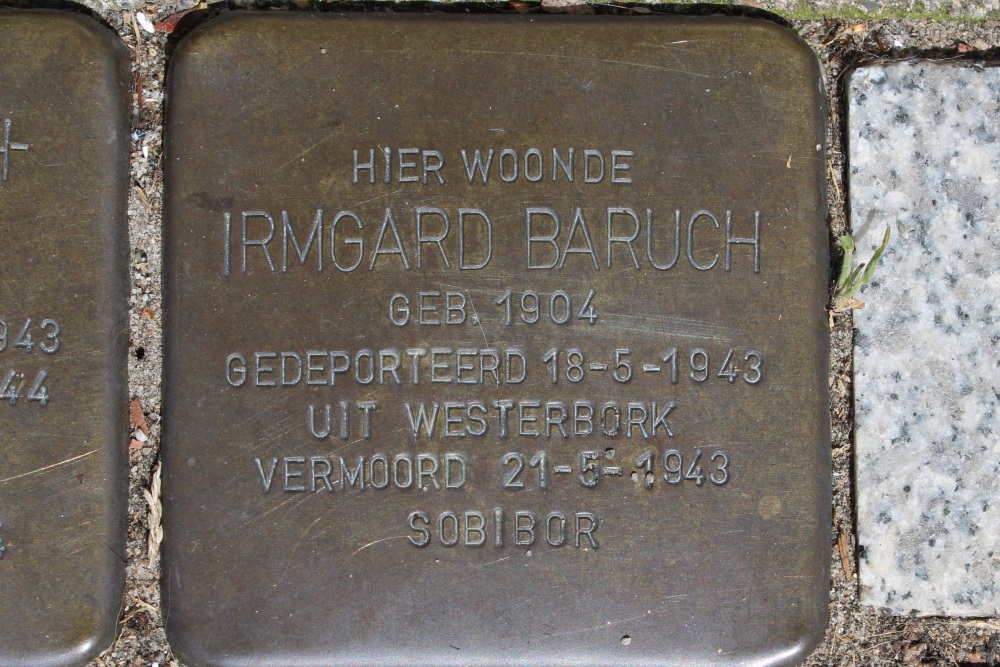 HIER WOONDE
IRMGARD BARUCH
GEB. 1904
GEDEPORTEERD 18-5-1943
UIT WESTERBORK
VERMOORD 21-5-1943
SOBIBOR